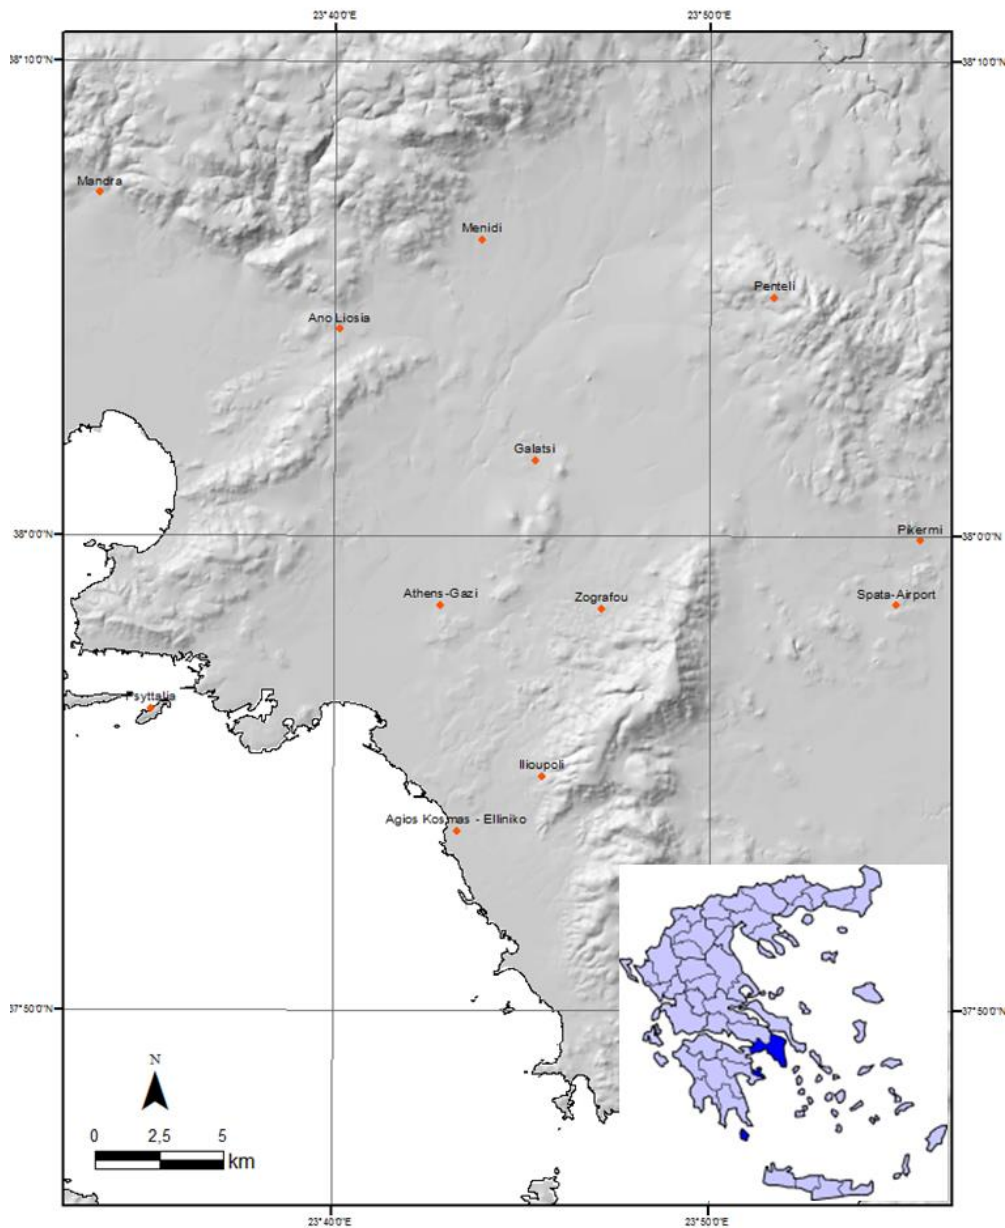 23°40'0"E
23°50'0"E
38°10'0"N
38°10'0"N
Mandra
Menidi
Penteli
Ano Liosia
Galatsi
38°0'0"N
38°0'0"N
Pikermi
Athens-Gazi
Zografou
Spata-Airport
Psyttalia
Ilioupoli
Agios Kosmas - Elliniko
37°50'0"N
37°50'0"N
N
0 2,5 5
km
23°40'0"E
23°50'0"E